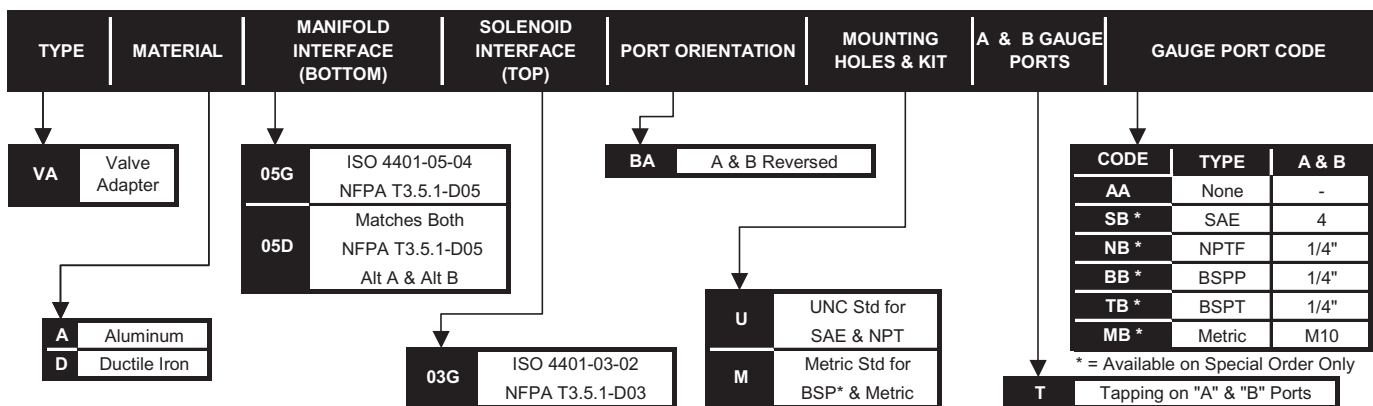 TYPE
MATERIAL
MANIFOLD
INTERFACE
(BOTTOM)
SOLENOID
INTERFACE
(TOP)
PORT ORIENTATION
MOUNTING
HOLES & KIT
A & B GAUGE
PORTS
GAUGE PORT CODE
VA
Valve
Adapter
A Aluminum
D Ductile Iron
05G
ISO 4401-05-04
NFPA T3.5.1-D05
05D
Matches Both
NFPA T3.5.1-D05
Alt A & Alt B
03G
ISO 4401-03-02
NFPA T3.5.1-D03
BA A & B Reversed
U
UNC Std for
SAE & NPT
M
Metric Std for
BSP* & Metric
CODE TYPE A & B
AA None -
SB * SAE 4
NB * NPTF 1/4"
BB * BSPP 1/4"
TB * BSPT 1/4"
MB * Metric M10
* = Available on Special Order Only
T Tapping on "A" & "B" Ports